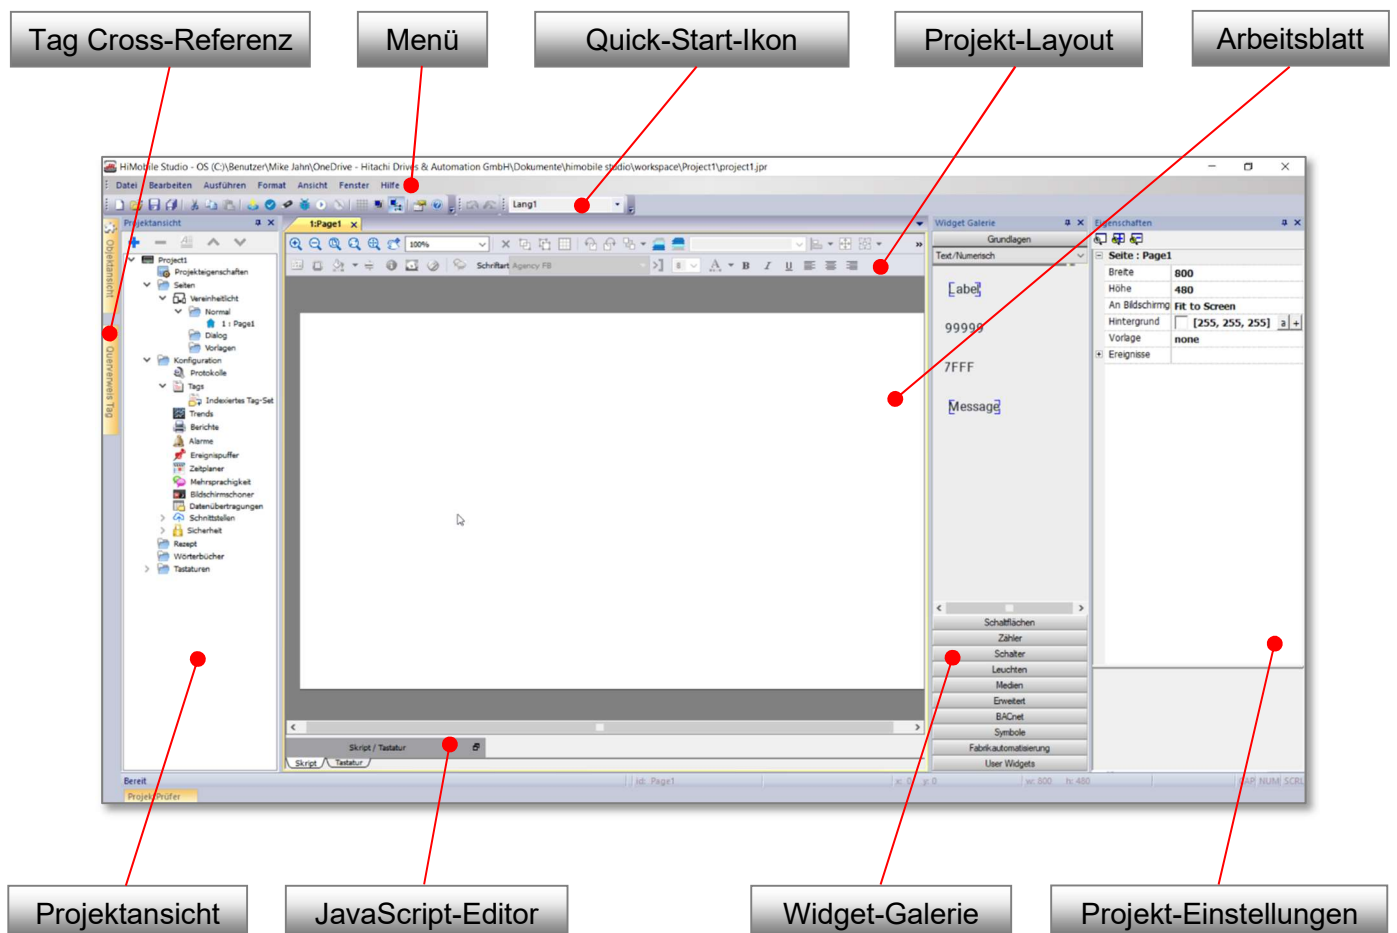 Tag Cross-Referenz
Menü
Quick-Start-Ikon
Projekt-Layout
Arbeitsblatt
HiMobile Studio - OS (C:)\Benutzer\Mike Jahn\OneDrive - Hitachi Drives & Automation GmbH\Dokumente\himobile studio\workspace\Project1\project1.jpr
Datei Bearbeiten Ausführen Format Ansicht Fenster Hilfe
Lang1
Projektansicht
1:Page1
Widget Galerie
Eigenschaften
Objektansicht
Querverweis Tag
100%
Schriftart Agency FB
8
A
B I U
Project1
Projekteigenschaften
Seiten
Vereinheitlicht
Normal
1 : Page1
Dialog
Vorlagen
Konfiguration
Protokolle
Tags
Indexiertes Tag-Set
Trends
Berichte
Alarme
Ereignispuffer
Zeitplaner
Mehrsprachigkeit
Bildschirmschoner
Datenübertragungen
Schnittstellen
Sicherheit
Rezept
Wörterbücher
Tastaturen
Grundlagen
Text/Numerisch
Label
99999
7FFF
Message
Schaltflächen
Zähler
Schalter
Leuchten
Medien
Erweitert
BACnet
Symbole
Fabrikautomatisierung
User Widgets
Seite : Page1
Breite 800
Höhe 480
An Bildschirmg Fit to Screen
Hintergrund [255, 255, 255] a +
Vorlage none
Ereignisse
Skript / Tastatur
Skript Tastatur
Bereit
Id: Page1
x: 0 y: 0
w: 800 h: 480
CAP NUM SCRL
Projekt Prüfer
Projektansicht
JavaScript-Editor
Widget-Galerie
Projekt-Einstellungen